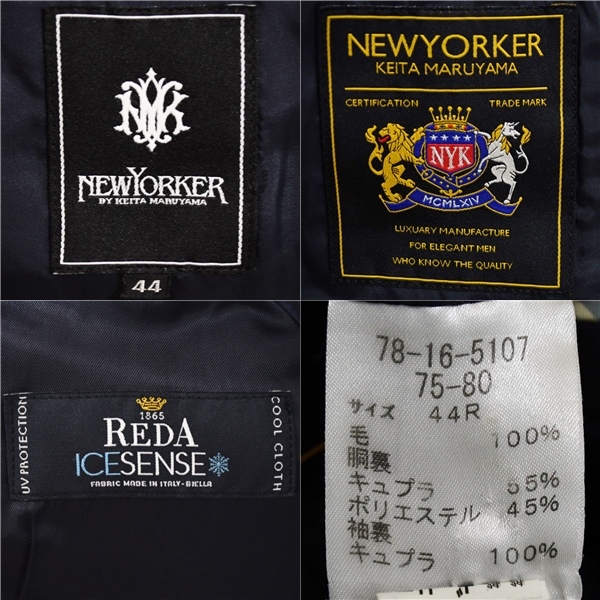 NYK
NEWYORKER
BY KEITA MARUYAMA
44
NEWYORKER
KEITA MARUYAMA
CERTIFICATION TRADE MARK
NYK
MCMLXIV
LUXUARY MANUFACTURE
FOR ELEGANT MEN
WHO KNOW THE QUALITY
UV PROTECTION
1865
REDA
ICESENSE
FABRIC MADE IN ITALY-BIELLA
COOL CLOTH
78-16-5107
75-80
サイズ 44R
毛 100%
胴裏
キュプラ 55%
ポリエステル 45%
袖裏
キュプラ 100%